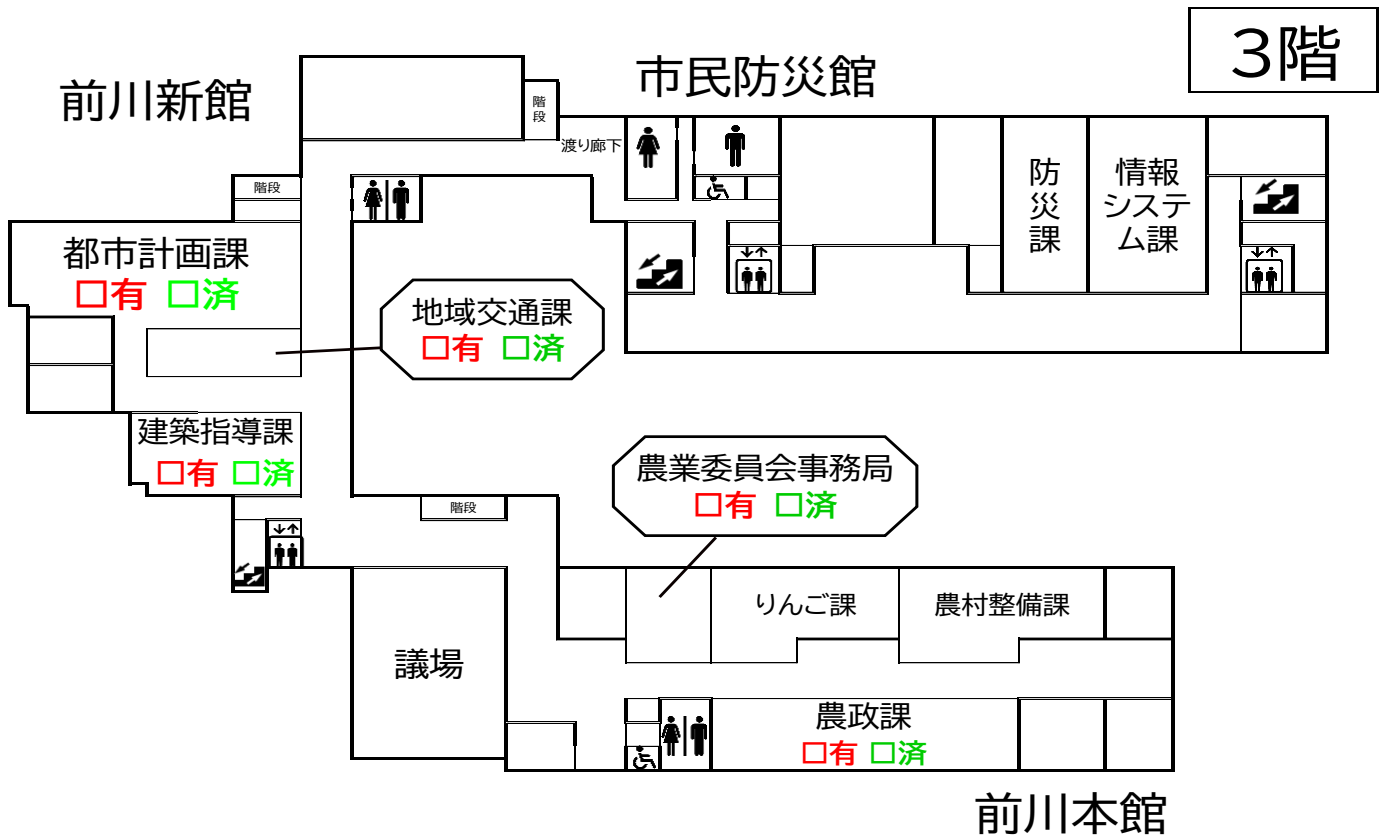 3階
前川新館
市民防災館
階段
渡り廊下
階段
防災課
情報
システ
ム課
都市計画課
□有 □済
地域交通課
□有 □済
建築指導課
□有 □済
農業委員会事務局
□有 □済
階段
りんご課
農村整備課
議場
農政課
□有 □済
前川本館